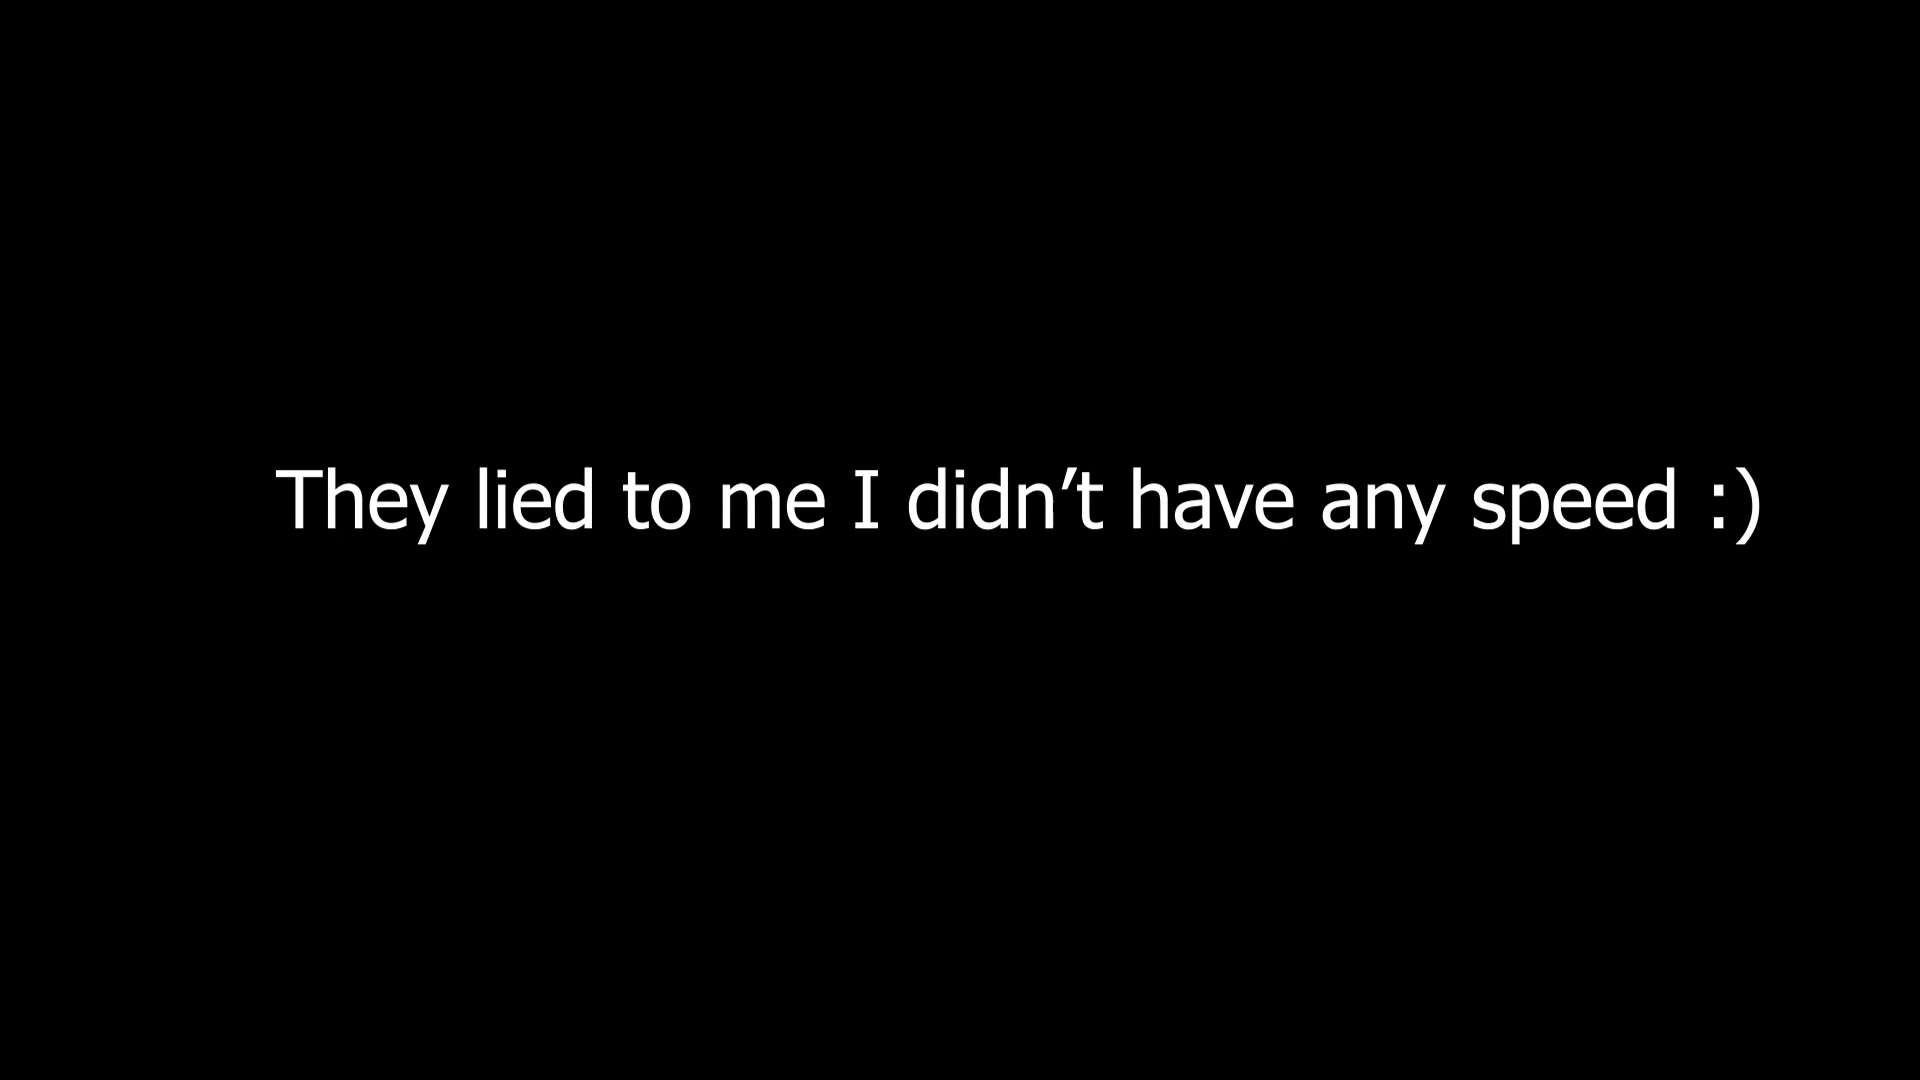 They lied to me I didn’t have any speed :)